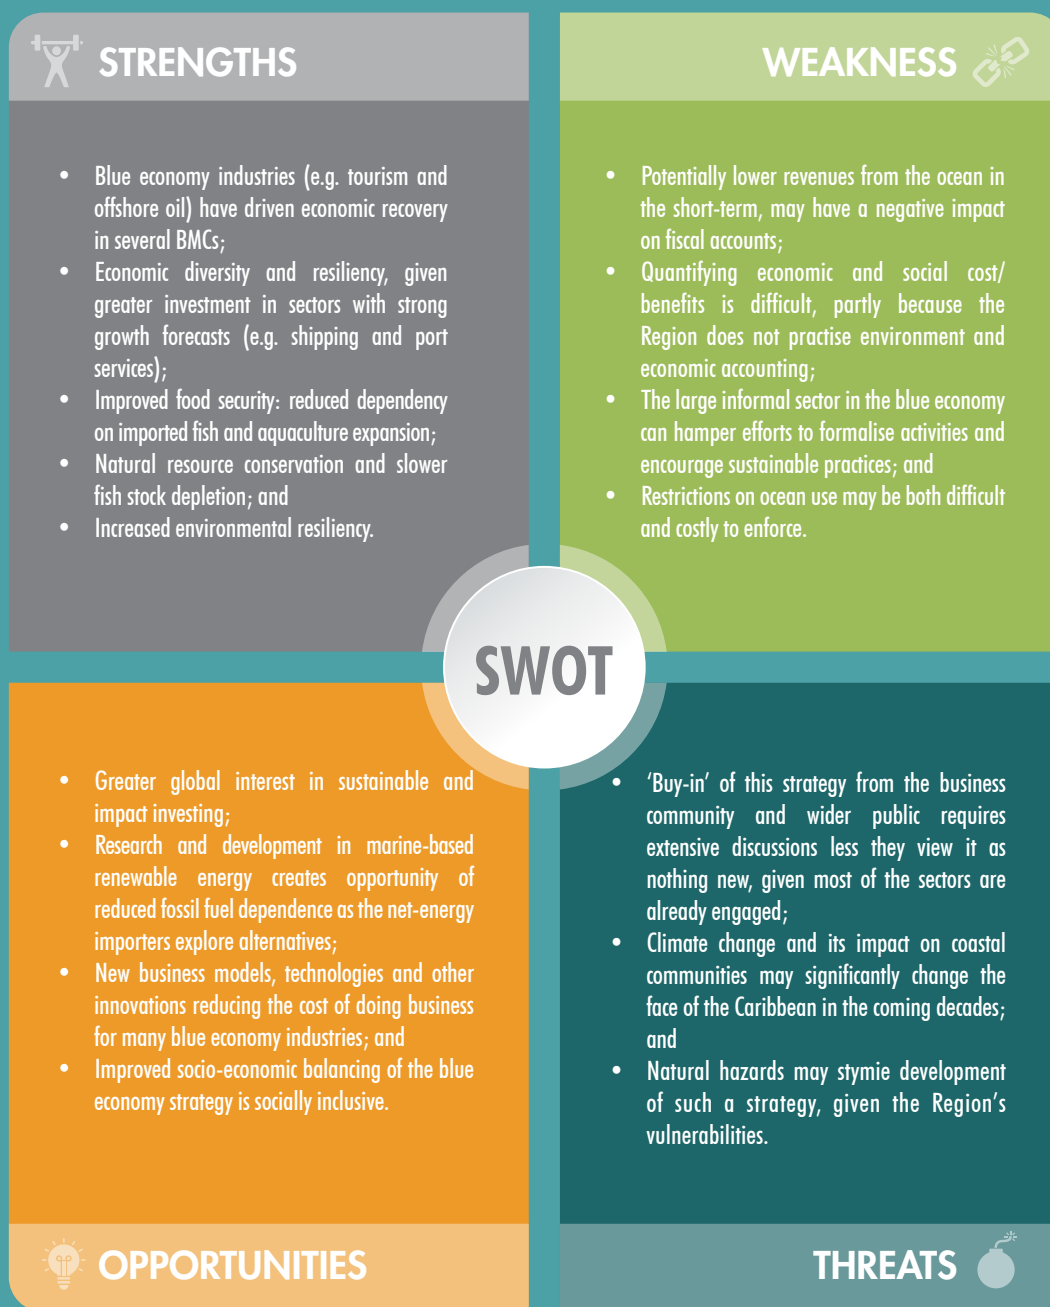 STRENGTHS
• Blue economy industries (e.g. tourism and
offshore oil) have driven economic recovery
in several BMCs;
• Economic diversity and resiliency, given
greater investment in sectors with strong
growth forecasts (e.g. shipping and port
services);
• Improved food security: reduced dependency
on imported fish and aquaculture expansion;
• Natural resource conservation and slower
fish stock depletion; and
• Increased environmental resiliency.
WEAKNESS
• Potentially lower revenues from the ocean in
the short-term, may have a negative impact
on fiscal accounts;
• Quantifying economic and social cost/
benefits is difficult, partly because the
Region does not practise environment and
economic accounting;
• The large informal sector in the blue economy
can hamper efforts to formalise activities and
encourage sustainable practices; and
• Restrictions on ocean use may be both difficult
and costly to enforce.
SWOT
• Greater global interest in sustainable and
impact investing;
• Research and development in marine-based
renewable energy creates opportunity of
reduced fossil fuel dependence as the net-energy
importers explore alternatives;
• New business models, technologies and other
innovations reducing the cost of doing business
for many blue economy industries; and
• Improved socio-economic balancing of the blue
economy strategy is socially inclusive.
OPPORTUNITIES
• ‘Buy-in’ of this strategy from the business
community and wider public requires
extensive discussions less they view it as
nothing new, given most of the sectors are
already engaged;
• Climate change and its impact on coastal
communities may significantly change the
face of the Caribbean in the coming decades;
and
• Natural hazards may stymie development
of such a strategy, given the Region’s
vulnerabilities.
THREATS